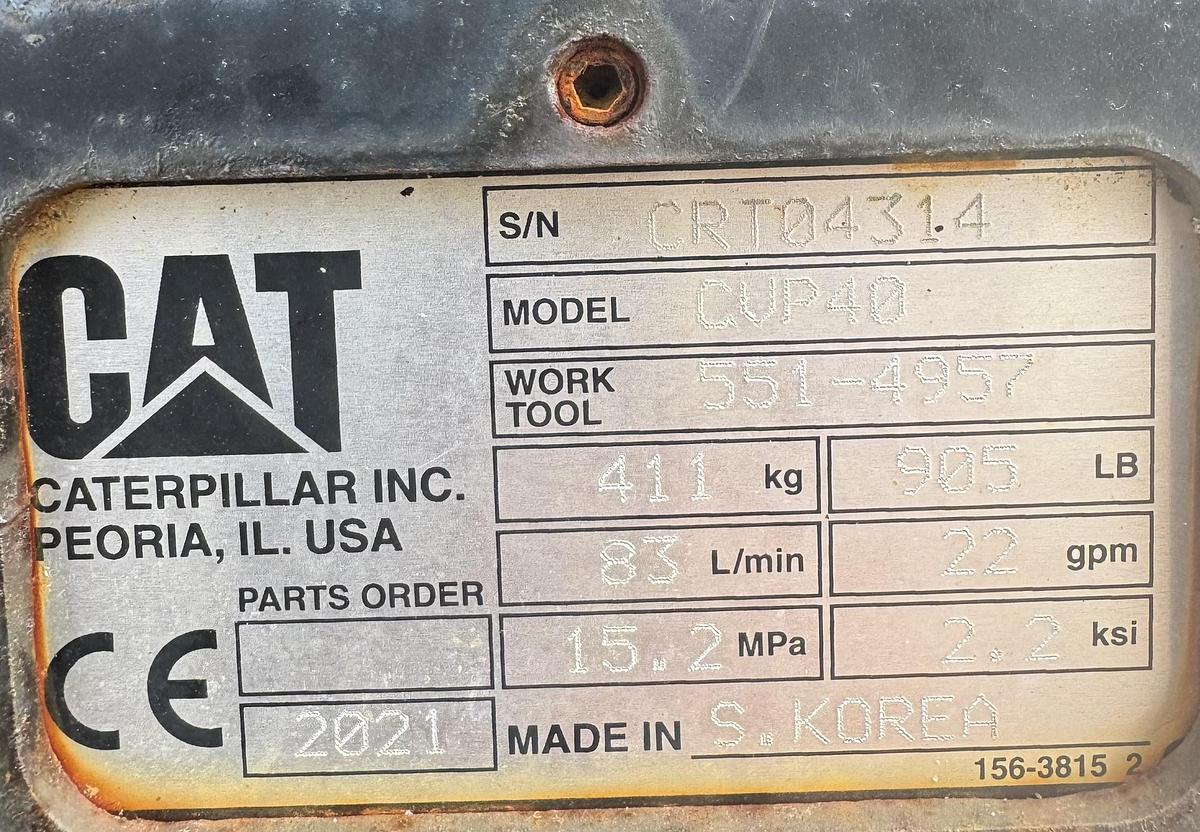 CAT
CATERPILLAR INC.
PEORIA, IL. USA
S/N CRT04314
MODEL CVP40
WORK TOOL 551-4957
411 kg 905 LB
83 L/min 22 gpm
15.2 MPa 2.2 ksi
PARTS ORDER
CE
2021
MADE IN S.KOREA
156-3815 2